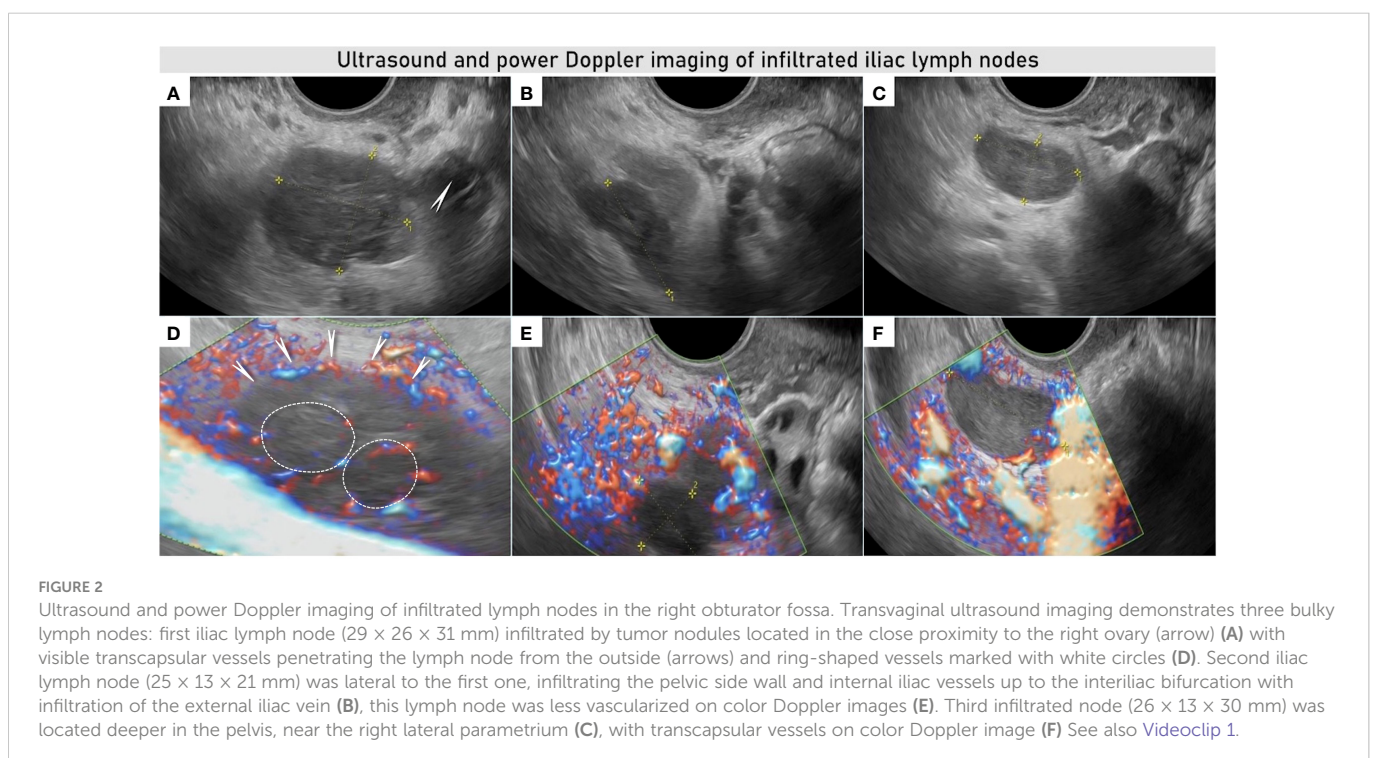 Ultrasound and power Doppler imaging of infiltrated iliac lymph nodes
A
B
C
D
E
F
FIGURE 2
Ultrasound and power Doppler imaging of infiltrated lymph nodes in the right obturator fossa. Transvaginal ultrasound imaging demonstrates three bulky
lymph nodes: first iliac lymph node (29 × 26 × 31 mm) infiltrated by tumor nodules located in the close proximity to the right ovary (arrow) (A) with
visible transcapsular vessels penetrating the lymph node from the outside (arrows) and ring-shaped vessels marked with white circles (D). Second iliac
lymph node (25 × 13 × 21 mm) was lateral to the first one, infiltrating the pelvic side wall and internal iliac vessels up to the interiliac bifurcation with
infiltration of the external iliac vein (B), this lymph node was less vascularized on color Doppler images (E). Third infiltrated node (26 × 13 × 30 mm) was
located deeper in the pelvis, near the right lateral parametrium (C), with transcapsular vessels on color Doppler image (F) See also Videoclip 1.